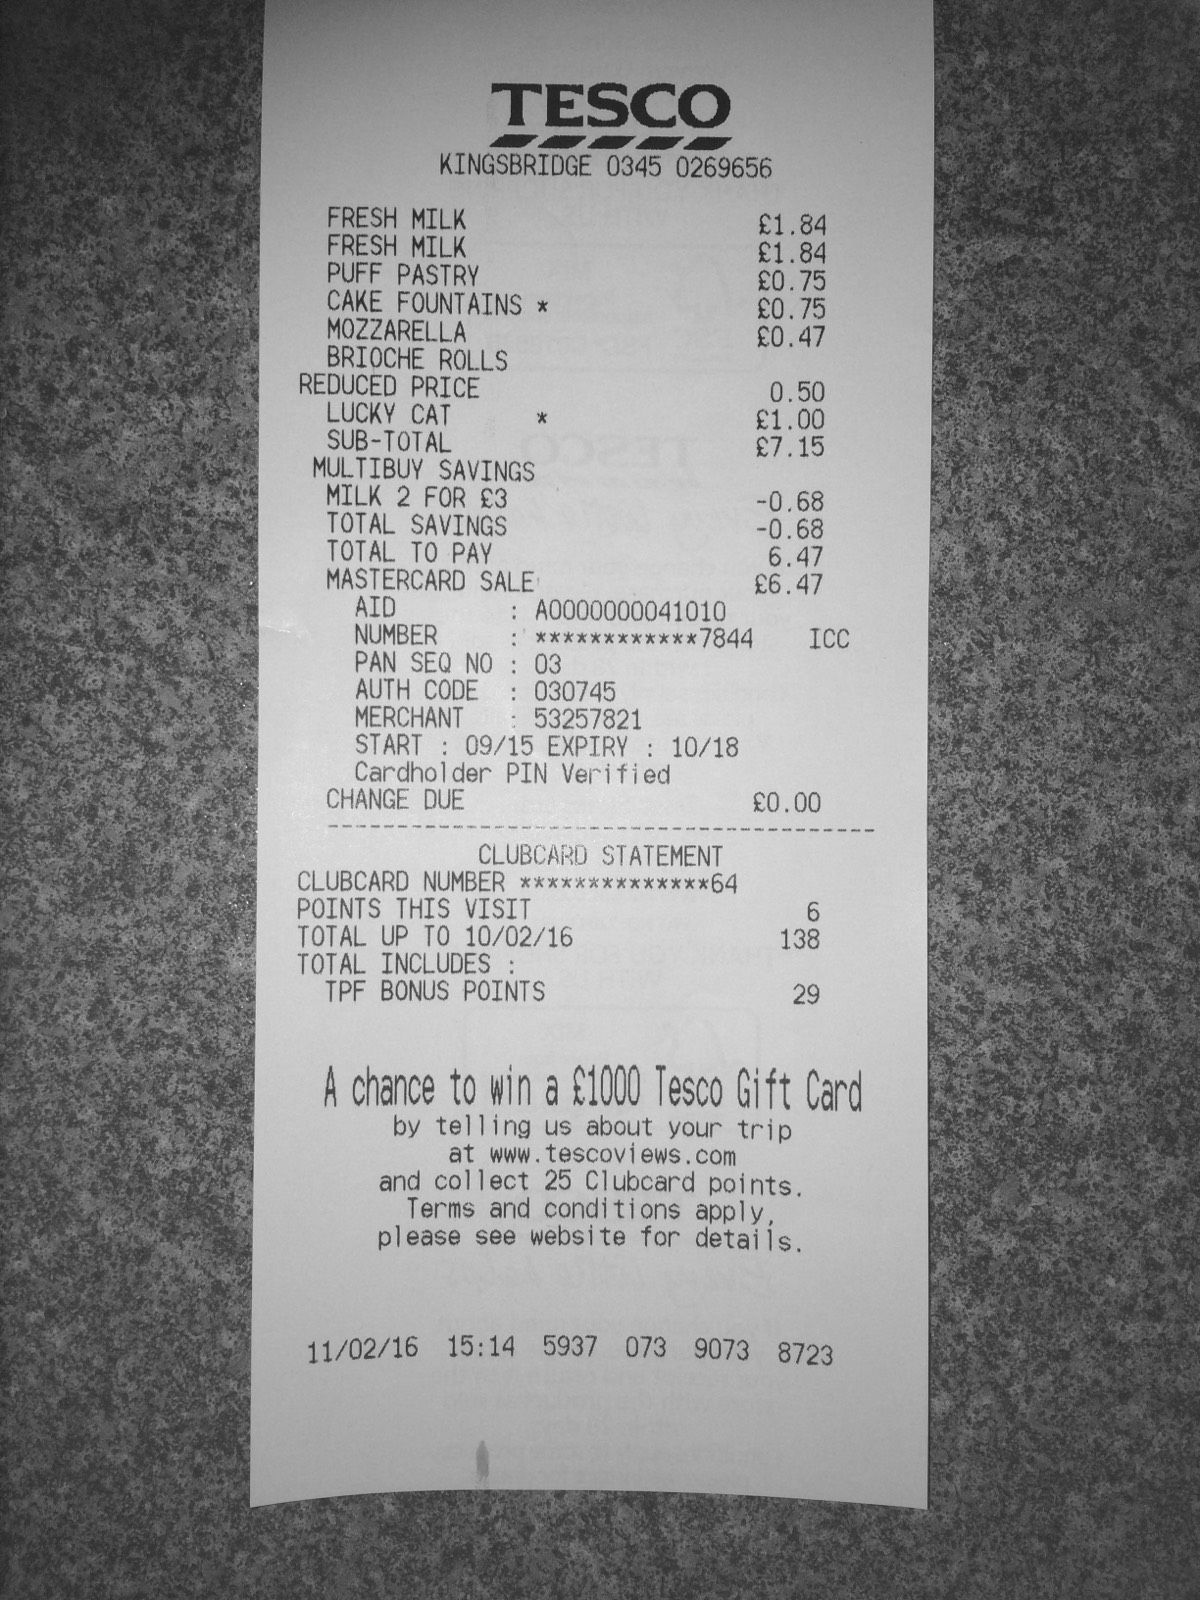 TESCO
KINGSBRIDGE 0345 0269656
FRESH MILK £1.84
FRESH MILK £1.84
PUFF PASTRY £0.75
CAKE FOUNTAINS * £0.75
MOZZARELLA £0.47
BRIOCHE ROLLS
REDUCED PRICE 0.50
LUCKY CAT * £1.00
SUB-TOTAL £7.15
MULTIBUY SAVINGS
MILK 2 FOR £3 -0.68
TOTAL SAVINGS -0.68
TOTAL TO PAY 6.47
MASTERCARD SALE £6.47
AID : A0000000041010
NUMBER : ************7844 ICC
PAN SEQ NO : 03
AUTH CODE : 030745
MERCHANT : 53257821
START : 09/15 EXPIRY : 10/18
Cardholder PIN Verified
CHANGE DUE £0.00
----------------------------------------
CLUBCARD STATEMENT
CLUBCARD NUMBER **************64
POINTS THIS VISIT 6
TOTAL UP TO 10/02/16 138
TOTAL INCLUDES :
TPF BONUS POINTS 29
A chance to win a £1000 Tesco Gift Card
by telling us about your trip
at www.tescoviews.com
and collect 25 Clubcard points.
Terms and conditions apply,
please see website for details.
11/02/16 15:14 5937 073 9073 8723